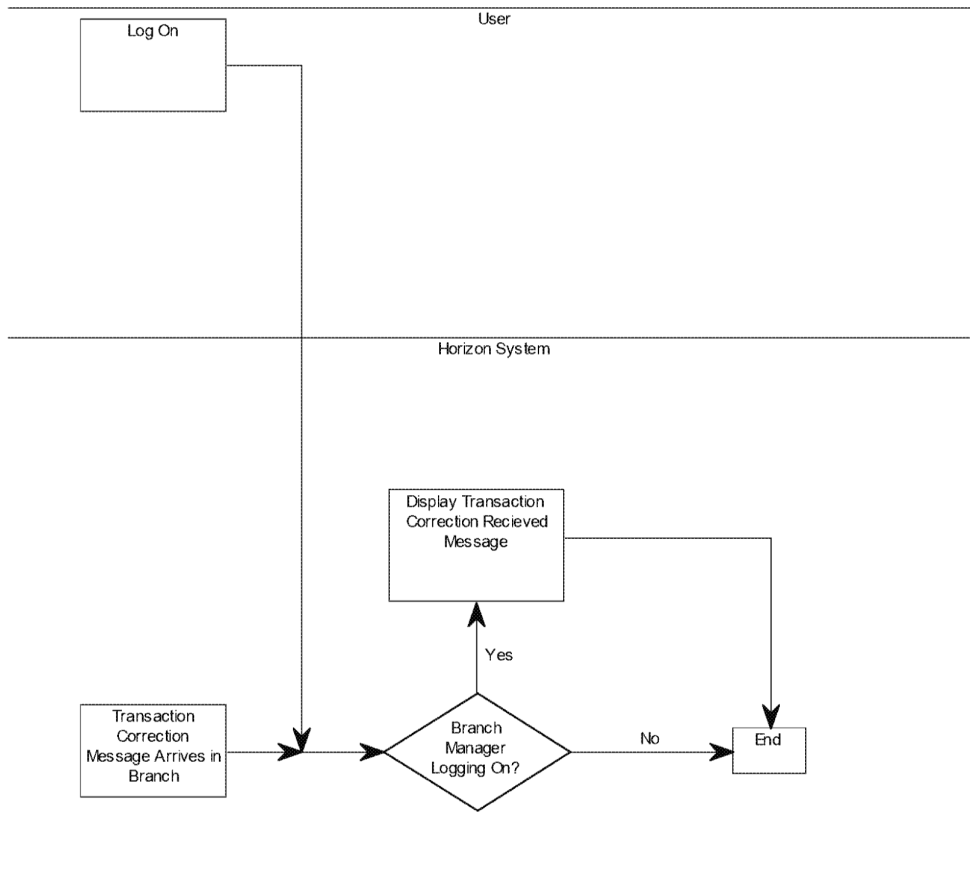 User
Log On
Horizon System
Display Transaction
Correction Recieved
Message
Yes
Transaction
Correction
Message Arrives in
Branch
Branch
Manager
Logging On?
No
End